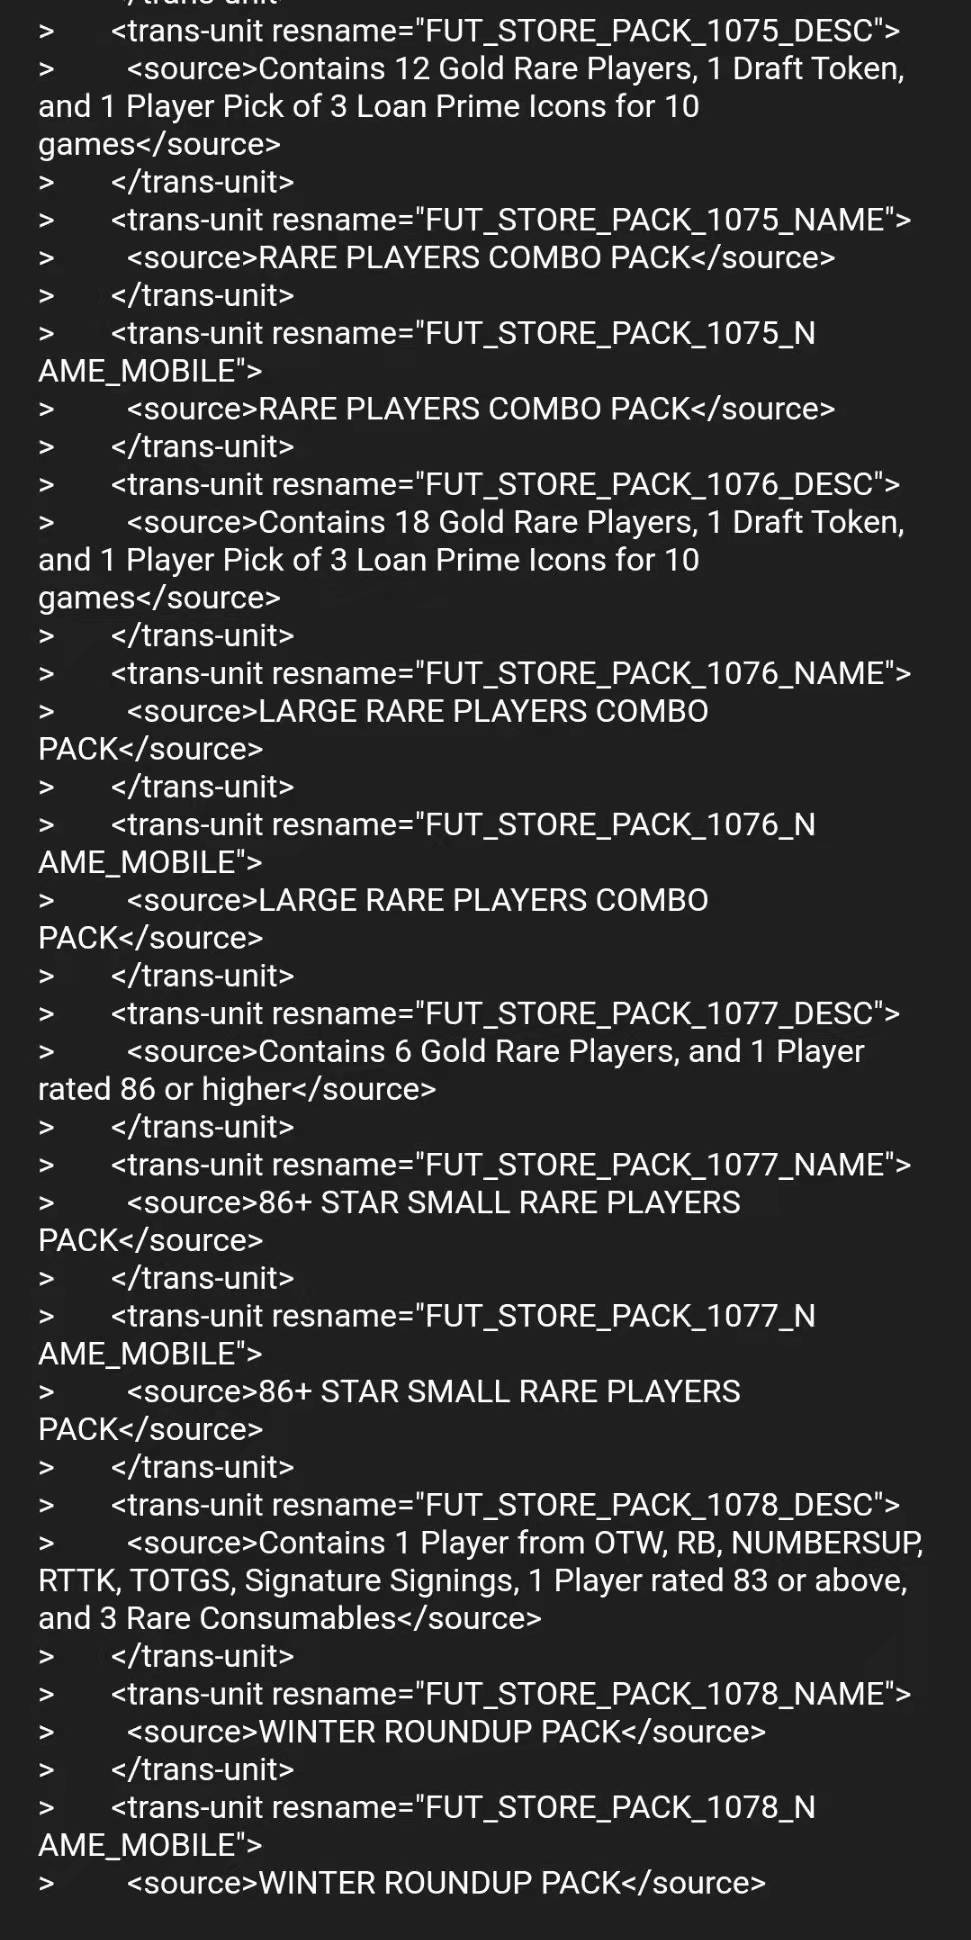 </trans-unit>
> <trans-unit resname="FUT_STORE_PACK_1075_DESC">
> <source>Contains 12 Gold Rare Players, 1 Draft Token,
and 1 Player Pick of 3 Loan Prime Icons for 10
games</source>
> </trans-unit>
> <trans-unit resname="FUT_STORE_PACK_1075_NAME">
> <source>RARE PLAYERS COMBO PACK</source>
> </trans-unit>
> <trans-unit resname="FUT_STORE_PACK_1075_N
AME_MOBILE">
> <source>RARE PLAYERS COMBO PACK</source>
> </trans-unit>
> <trans-unit resname="FUT_STORE_PACK_1076_DESC">
> <source>Contains 18 Gold Rare Players, 1 Draft Token,
and 1 Player Pick of 3 Loan Prime Icons for 10
games</source>
> </trans-unit>
> <trans-unit resname="FUT_STORE_PACK_1076_NAME">
> <source>LARGE RARE PLAYERS COMBO
PACK</source>
> </trans-unit>
> <trans-unit resname="FUT_STORE_PACK_1076_N
AME_MOBILE">
> <source>LARGE RARE PLAYERS COMBO
PACK</source>
> </trans-unit>
> <trans-unit resname="FUT_STORE_PACK_1077_DESC">
> <source>Contains 6 Gold Rare Players, and 1 Player
rated 86 or higher</source>
> </trans-unit>
> <trans-unit resname="FUT_STORE_PACK_1077_NAME">
> <source>86+ STAR SMALL RARE PLAYERS
PACK</source>
> </trans-unit>
> <trans-unit resname="FUT_STORE_PACK_1077_N
AME_MOBILE">
> <source>86+ STAR SMALL RARE PLAYERS
PACK</source>
> </trans-unit>
> <trans-unit resname="FUT_STORE_PACK_1078_DESC">
> <source>Contains 1 Player from OTW, RB, NUMBERSUP,
RTTK, TOTGS, Signature Signings, 1 Player rated 83 or above,
and 3 Rare Consumables</source>
> </trans-unit>
> <trans-unit resname="FUT_STORE_PACK_1078_NAME">
> <source>WINTER ROUNDUP PACK</source>
> </trans-unit>
> <trans-unit resname="FUT_STORE_PACK_1078_N
AME_MOBILE">
> <source>WINTER ROUNDUP PACK</source>